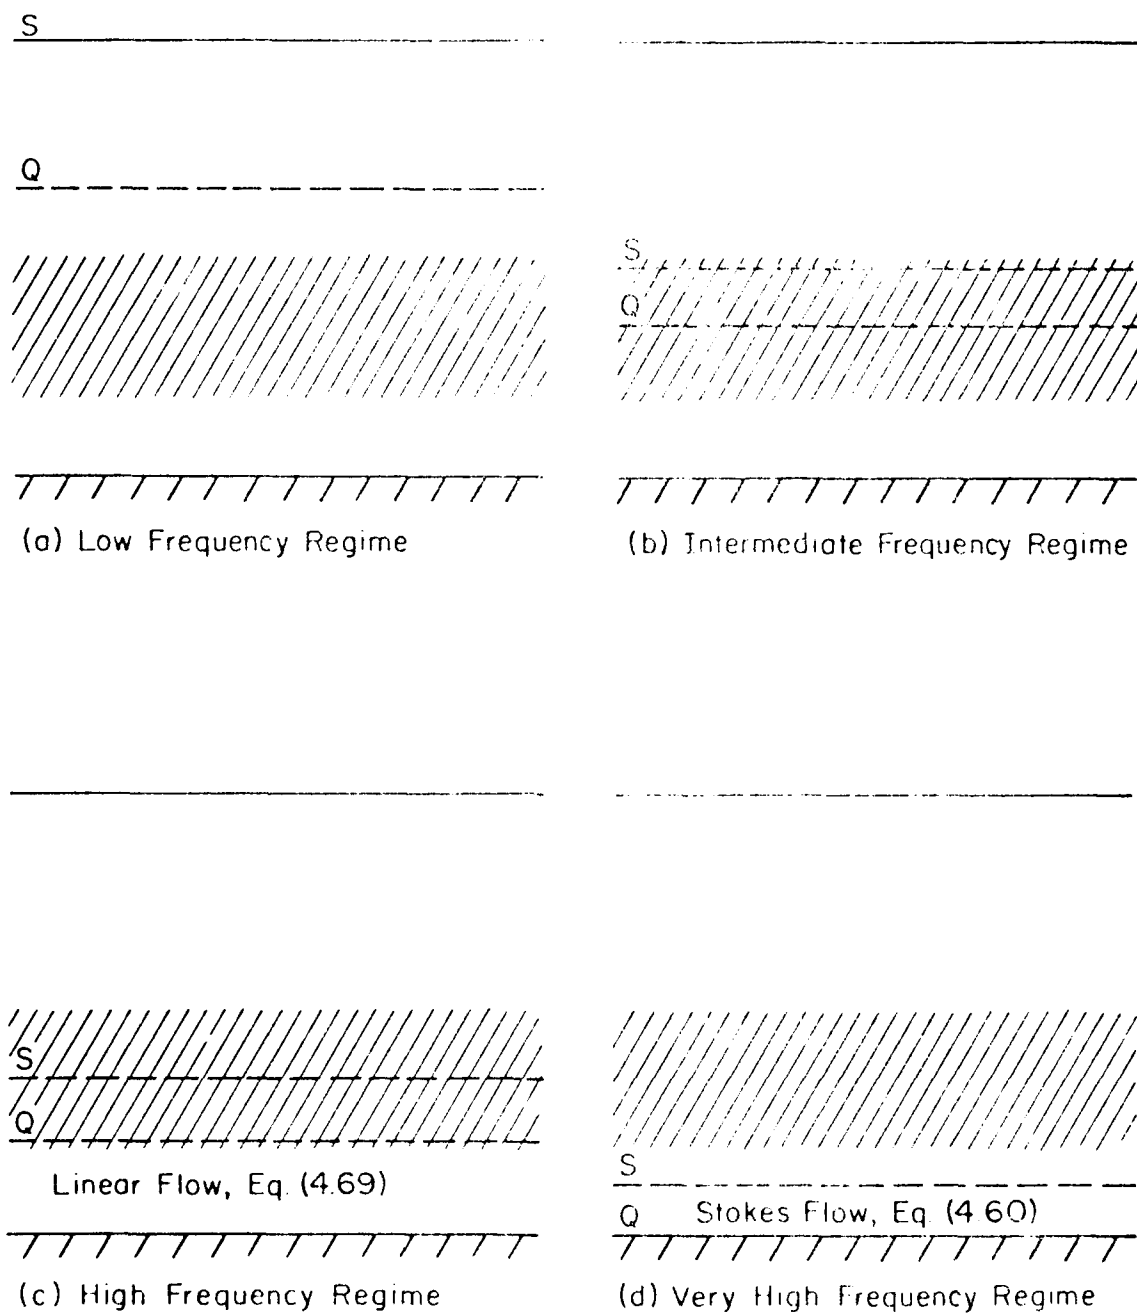 S
Q
(a) Low Frequency Regime
S
Q
(b) Intermediate Frequency Regime
S
Q
Linear Flow, Eq. (4.69)
(c) High Frequency Regime
S
Q Stokes Flow, Eq. (4.60)
(d) Very High Frequency Regime